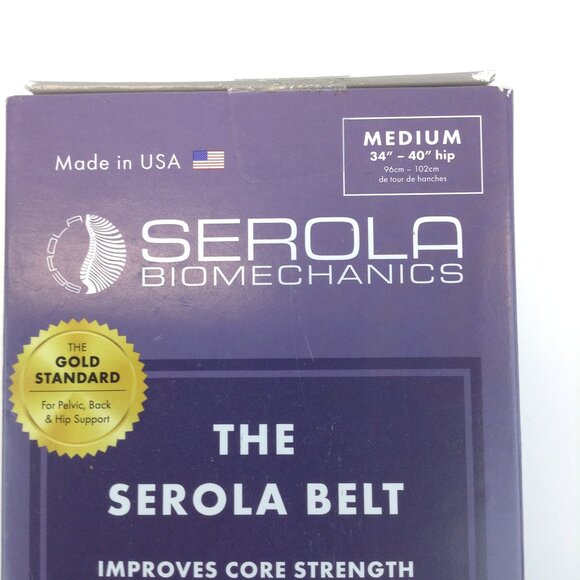 Made in USA
MEDIUM
34” – 40” hip
96cm – 102cm
de tour de hanches
SEROLA
SEROLA
BIOMECHANICS
THE
GOLD
STANDARD
For Pelvic, Back
& Hip Support
THE
SEROLA BELT
IMPROVES CORE STRENGTH